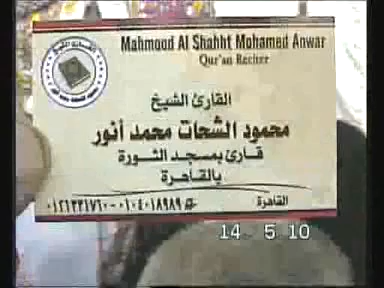 Mahmood Al Shahht Mohamed Anwar
Qur'an Reciter
القارئ الشيخ
محمود الشحات محمد أنور
قارئ بمسجد الثورة
بالقاهرة
القاهرة
14 5 10